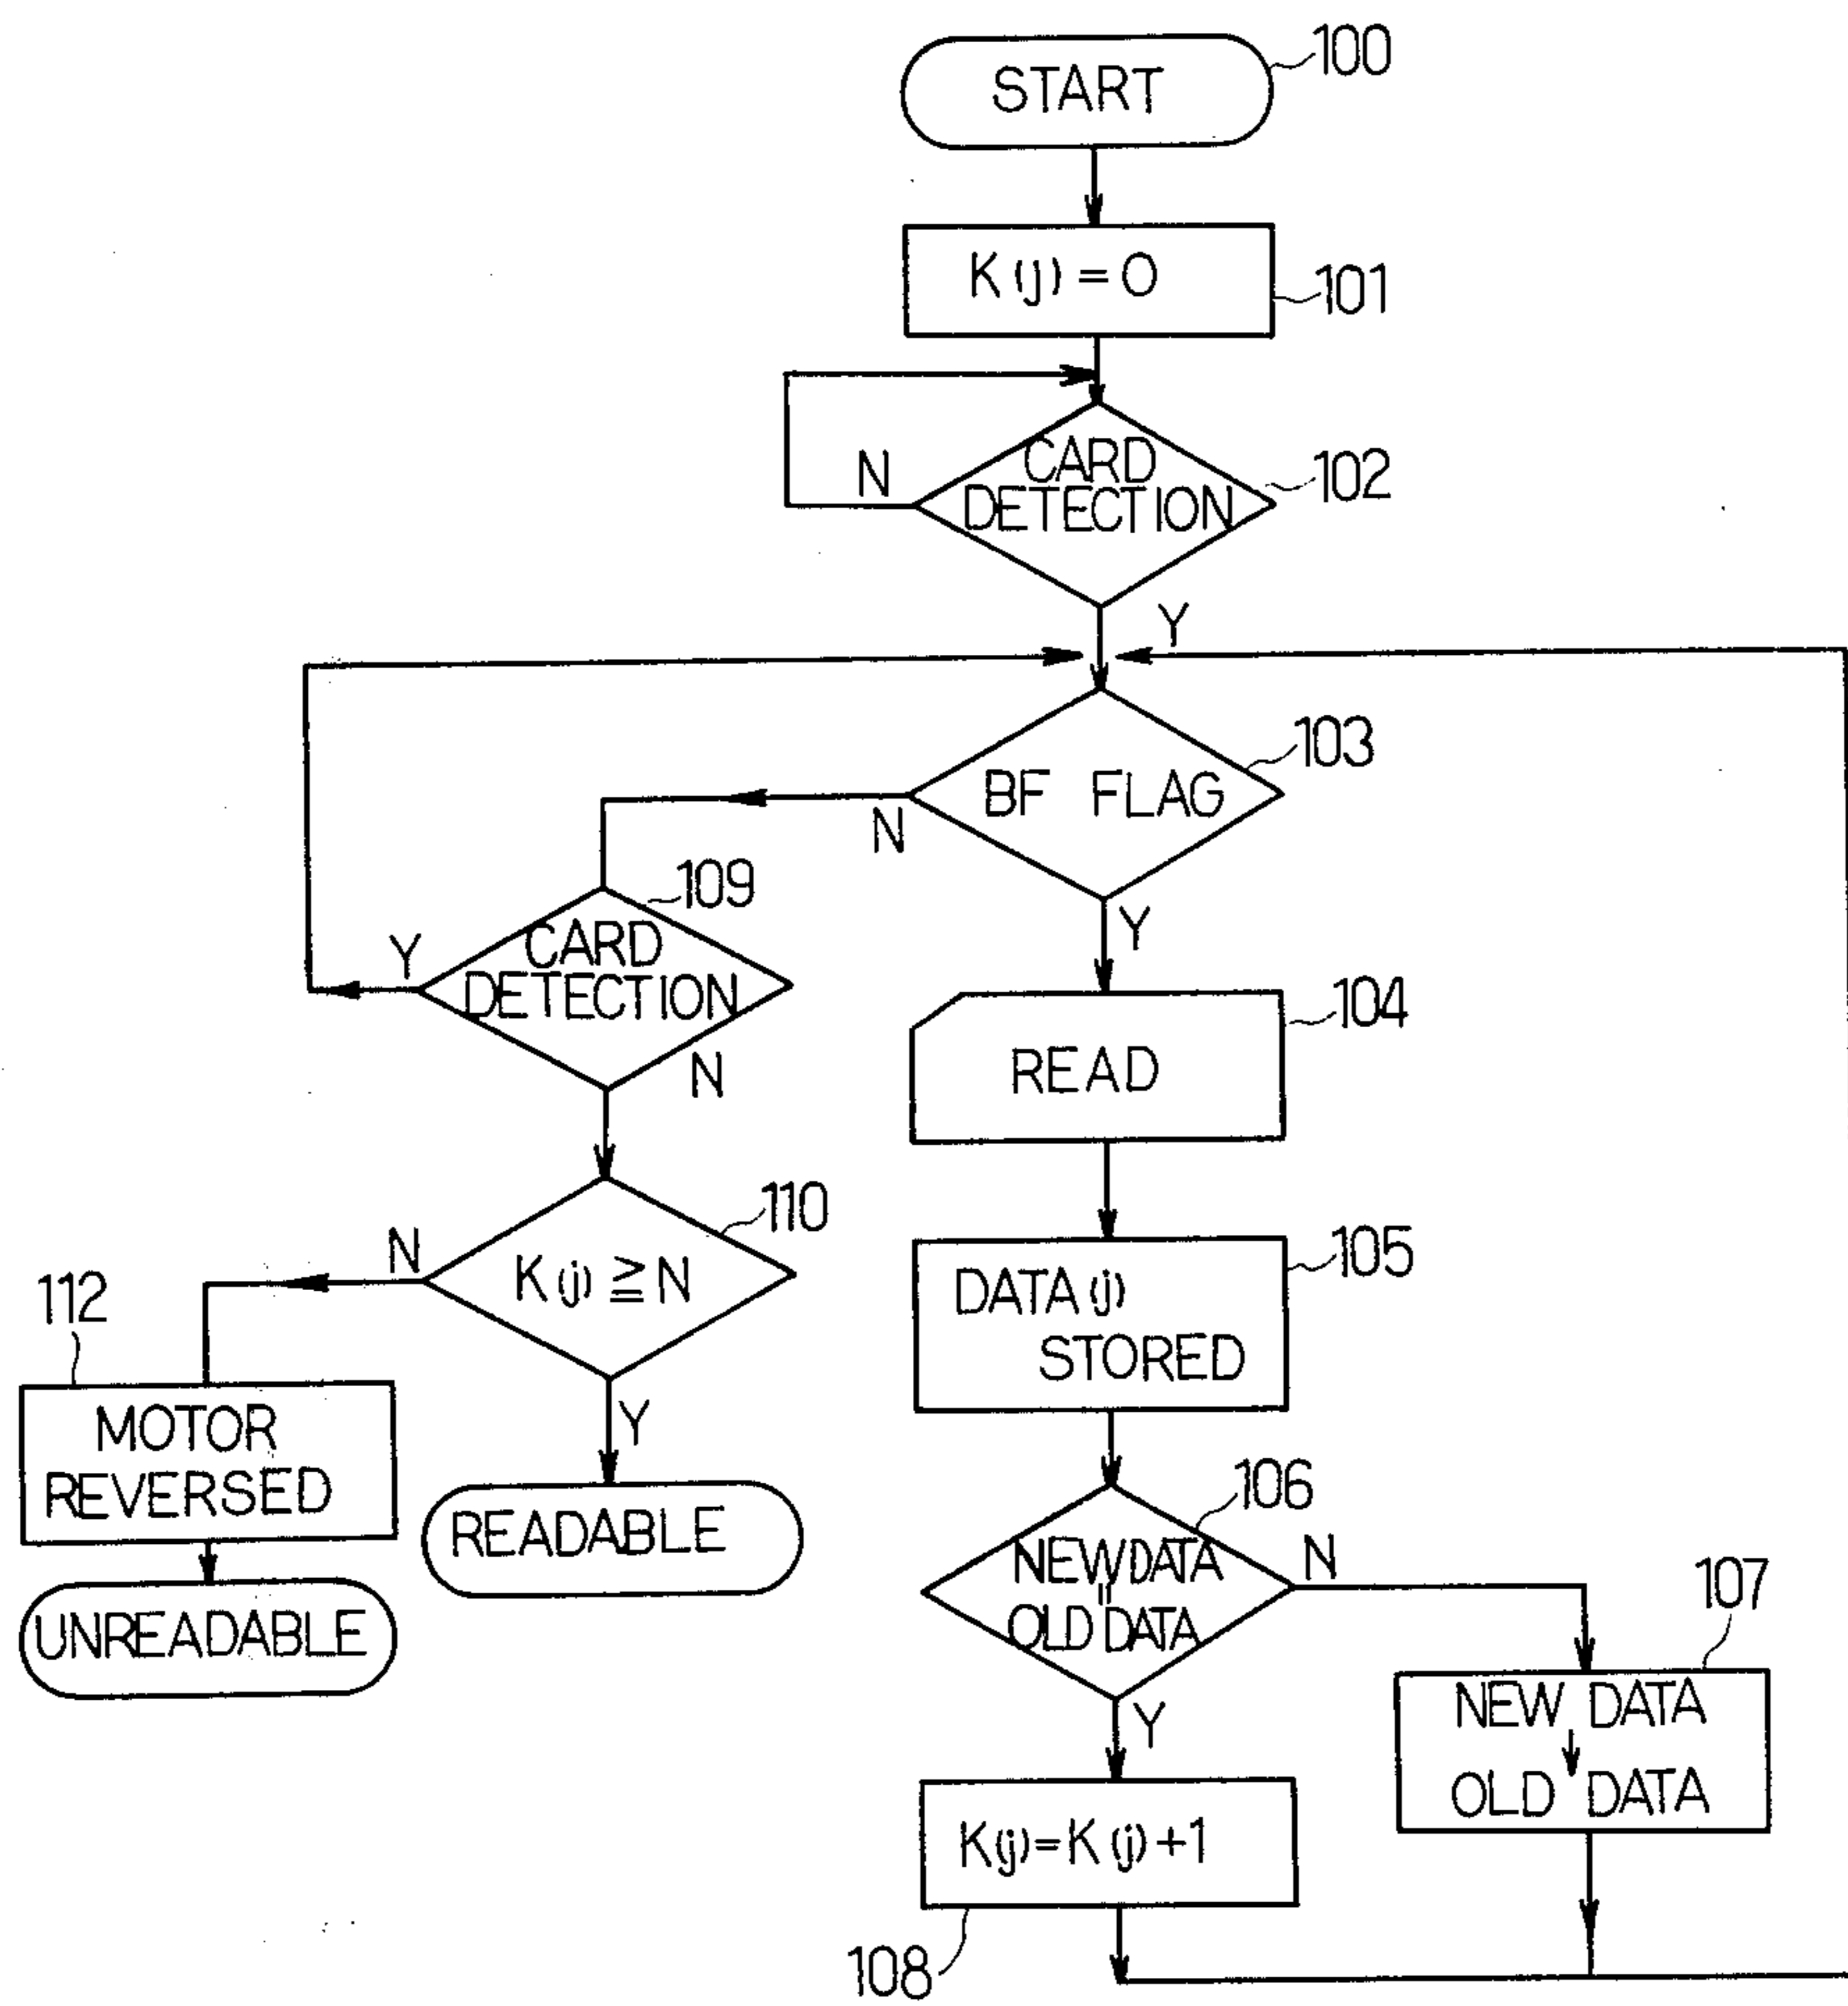 START
100
K(j)=0
101
CARD
DETECTION
102
N
Y
BF FLAG
103
N
Y
CARD
DETECTION
109
Y
N
READ
104
K(j)≧N
110
N
Y
DATA(j)
STORED
105
112
MOTOR
REVERSED
READABLE
UNREADABLE
NEW DATA
=
OLD DATA
106
N
Y
107
NEW DATA
↓
OLD DATA
K(j)=K(j)+1
108